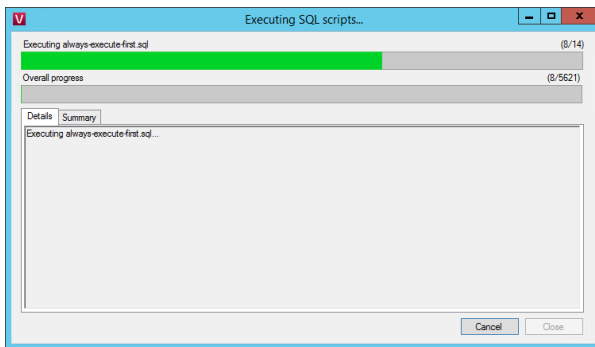 V
Executing SQL scripts...
Executing always-execute-first.sql (8/14)
Overall progress (8/5621)
Details Summary
Executing always-execute-first.sql...
Cancel Close